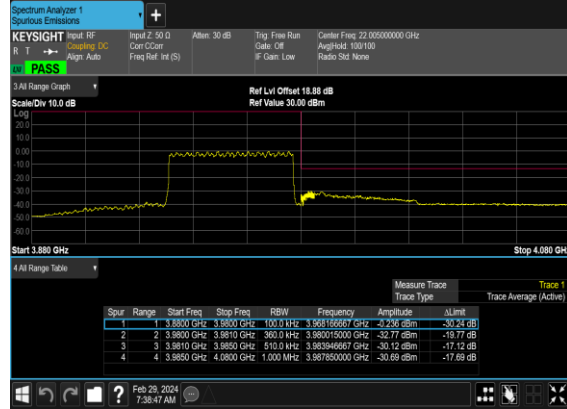 Spectrum Analyzer 1
Spurious Emissions
KEYSIGHT Input: RF Input Z: 50 Ω Atten: 30 dB Trig: Free Run Center Freq: 22.005000000 GHz
R T Coupling: DC Corr CCorr Gate: Off Avg|Hold: 100/100
Align: Auto Freq Ref: Int (S) IF Gain: Low Radio Std: None
PASS
3 All Range Graph
Ref Lvl Offset 18.88 dB
Scale/Div 10.0 dB Ref Value 30.00 dBm
Log
20.0
10.0
0.00
-10.0
-20.0
-30.0
-40.0
-50.0
-60.0
Start 3.880 GHz Stop 4.080 GHz
4 All Range Table
Measure Trace Trace 1
Trace Type Trace Average (Active)
Spur Range Start Freq Stop Freq RBW Frequency Amplitude ΔLimit
1 1 3.8800 GHz 3.9800 GHz 100.0 kHz 3.968166667 GHz -0.236 dBm -30.24 dB
2 2 3.9800 GHz 3.9810 GHz 360.0 kHz 3.980015000 GHz -32.77 dBm -19.77 dB
3 3 3.9810 GHz 3.9850 GHz 510.0 kHz 3.983946667 GHz -30.12 dBm -17.12 dB
4 4 3.9850 GHz 4.0800 GHz 1.000 MHz 3.987850000 GHz -30.69 dBm -17.69 dB
? Feb 29, 2024
7:38:47 AM